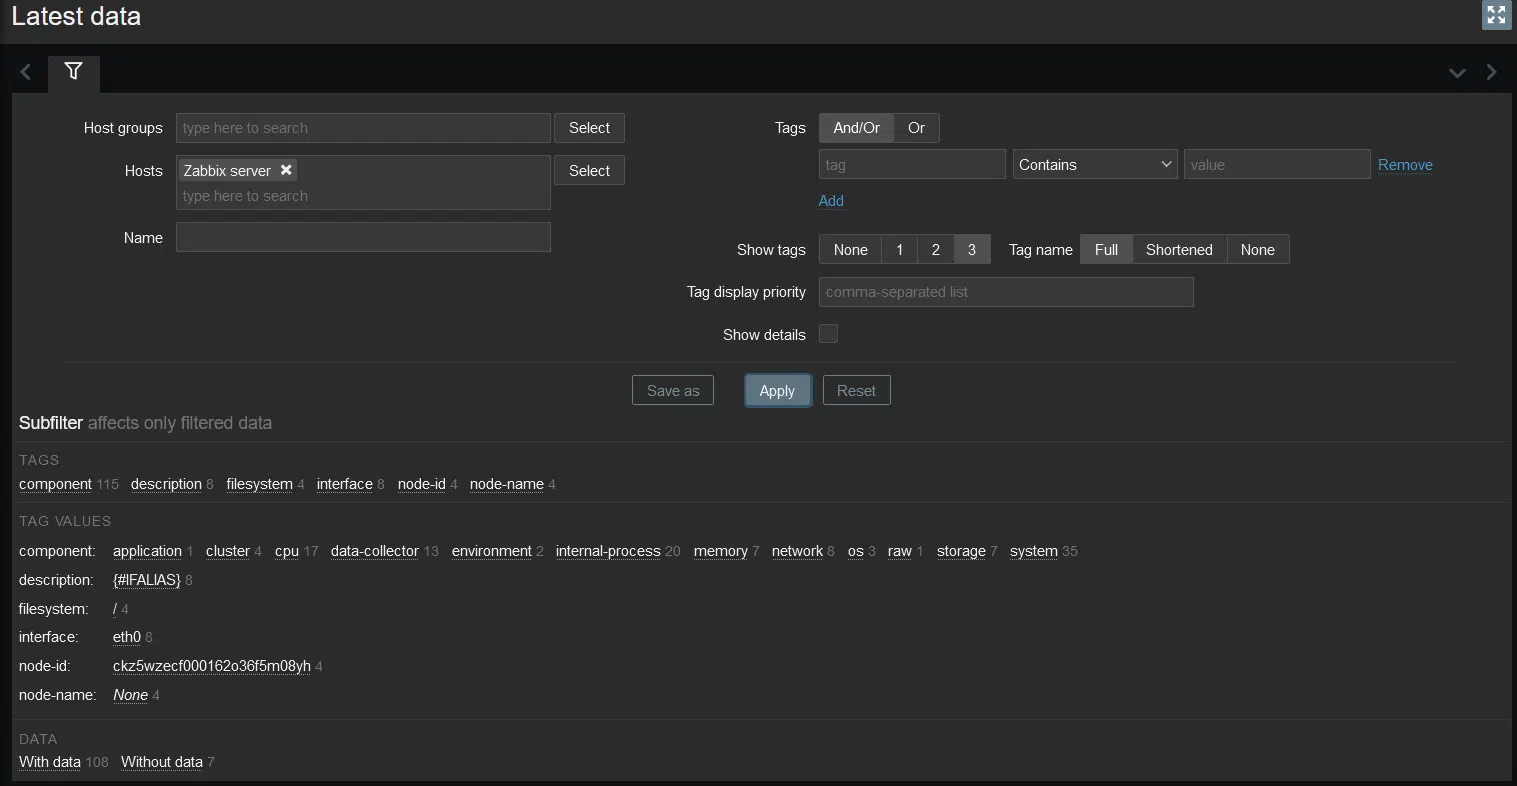 Latest data
Host groups type here to search Select
Hosts Zabbix server type here to search Select
Name
Tags And/Or Or
tag Contains value Remove
Add
Show tags None 1 2 3 Tag name Full Shortened None
Tag display priority comma-separated list
Show details
Save as Apply Reset
Subfilter affects only filtered data
TAGS
component 115 description 8 filesystem 4 interface 8 node-id 4 node-name 4
TAG VALUES
component: application 1 cluster 4 cpu 17 data-collector 13 environment 2 internal-process 20 memory 7 network 8 os 3 raw 1 storage 7 system 35
description: {#IFALIAS} 8
filesystem: / 4
interface: eth0 8
node-id: ckz5wzecf000162o36f5m08yh 4
node-name: None 4
DATA
With data 108 Without data 7